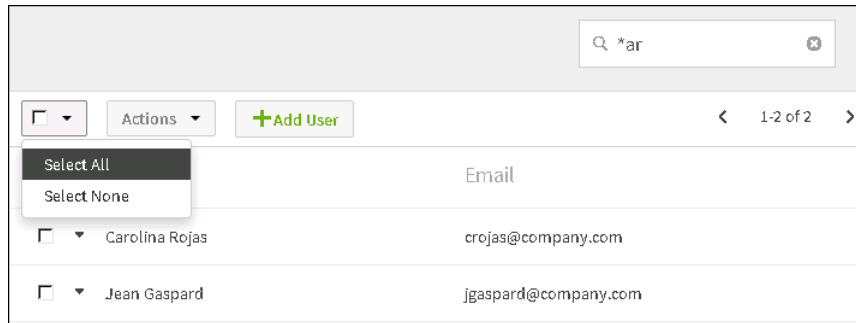 *ar
Actions
+Add User
1-2 of 2
Select All
Select None
Email
Carolina Rojas
crojas@company.com
Jean Gaspard
jgaspard@company.com